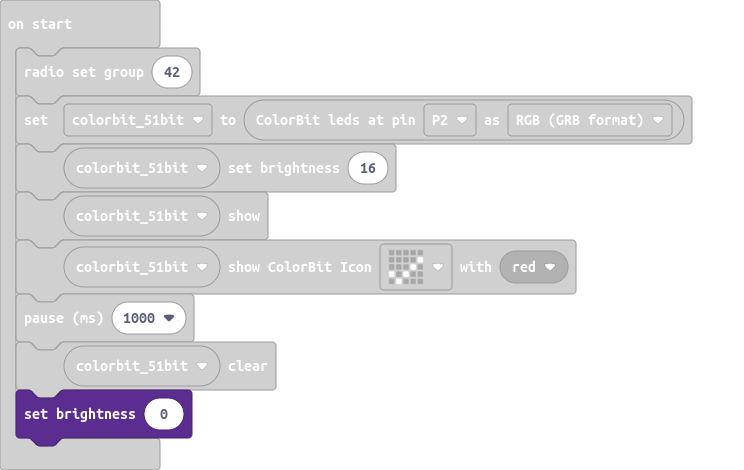 on start
radio set group 42
set colorbit_51bit to ColorBit leds at pin P2 as RGB (GRB format)
colorbit_51bit set brightness 16
colorbit_51bit show
colorbit_51bit show ColorBit Icon with red
pause (ms) 1000
colorbit_51bit clear
set brightness 0